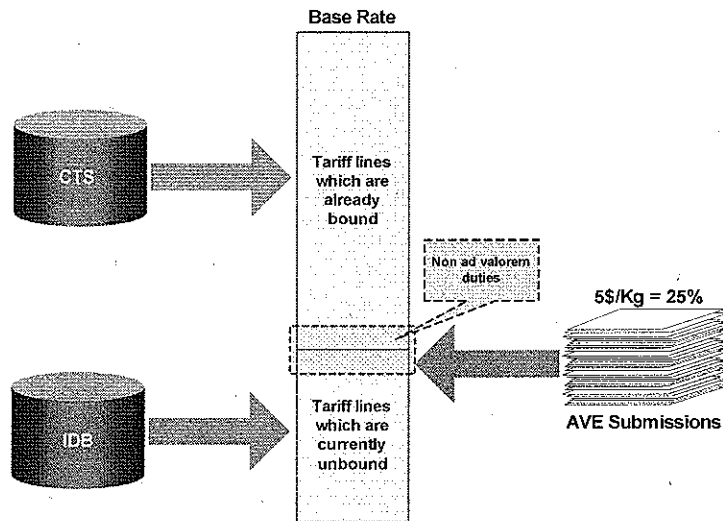 Base Rate
CTS
Tariff lines
which are
already
bound
Non ad valorem
duties
5$/Kg = 25%
IDB
Tariff lines
which are
currently
unbound
AVE Submissions